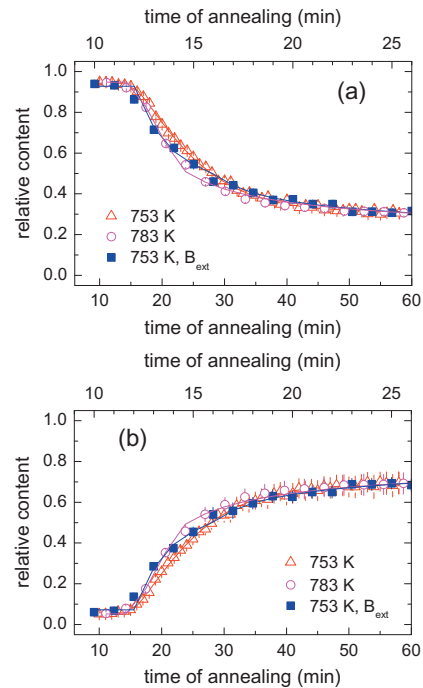 time of annealing (min)
10 15 20 25
1.0
0.8
0.6
0.4
0.2
0.0
relative content
(a)
753 K
783 K
753 K, B_ext
10 20 30 40 50 60
time of annealing (min)
time of annealing (min)
10 15 20 25
1.0
0.8
0.6
0.4
0.2
0.0
relative content
(b)
753 K
783 K
753 K, B_ext
10 20 30 40 50 60
time of annealing (min)